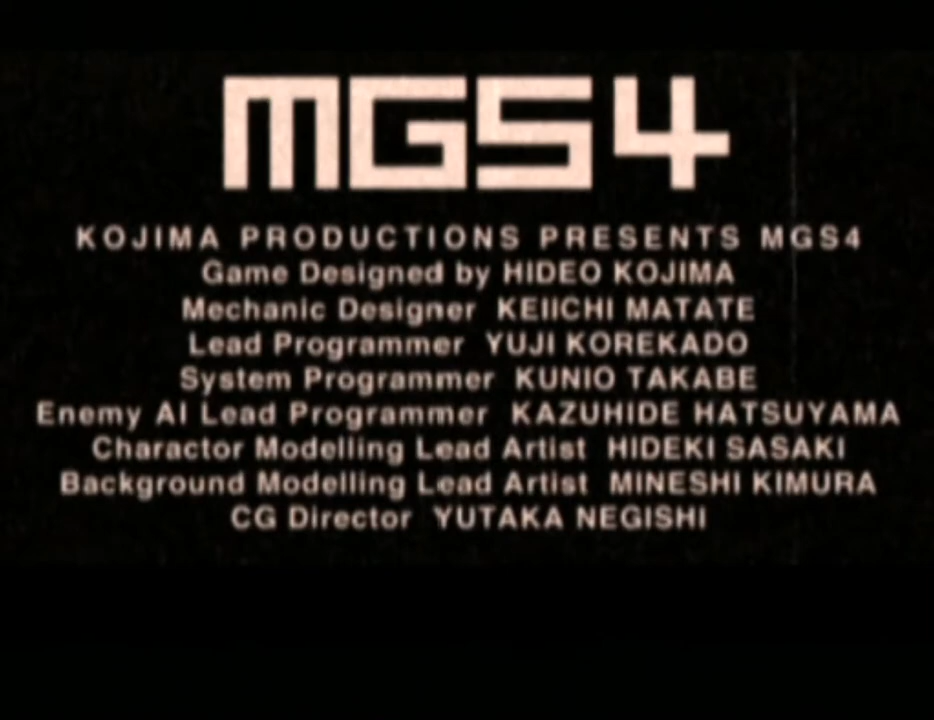 MGS4
KOJIMA PRODUCTIONS PRESENTS MGS4
Game Designed by HIDEO KOJIMA
Mechanic Designer KEIICHI MATATE
Lead Programmer YUJI KOREKADO
System Programmer KUNIO TAKABE
Enemy AI Lead Programmer KAZUHIDE HATSUYAMA
Charactor Modelling Lead Artist HIDEKI SASAKI
Background Modelling Lead Artist MINESHI KIMURA
CG Director YUTAKA NEGISHI